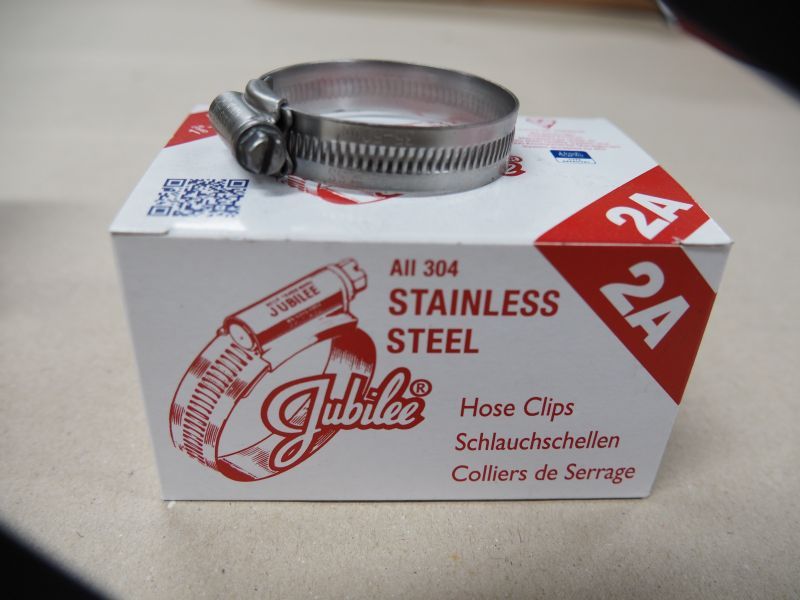 2A
All 304
STAINLESS
STEEL
2A
JUBILEE
Jubilee®
Hose Clips
Schlauchschellen
Colliers de Serrage